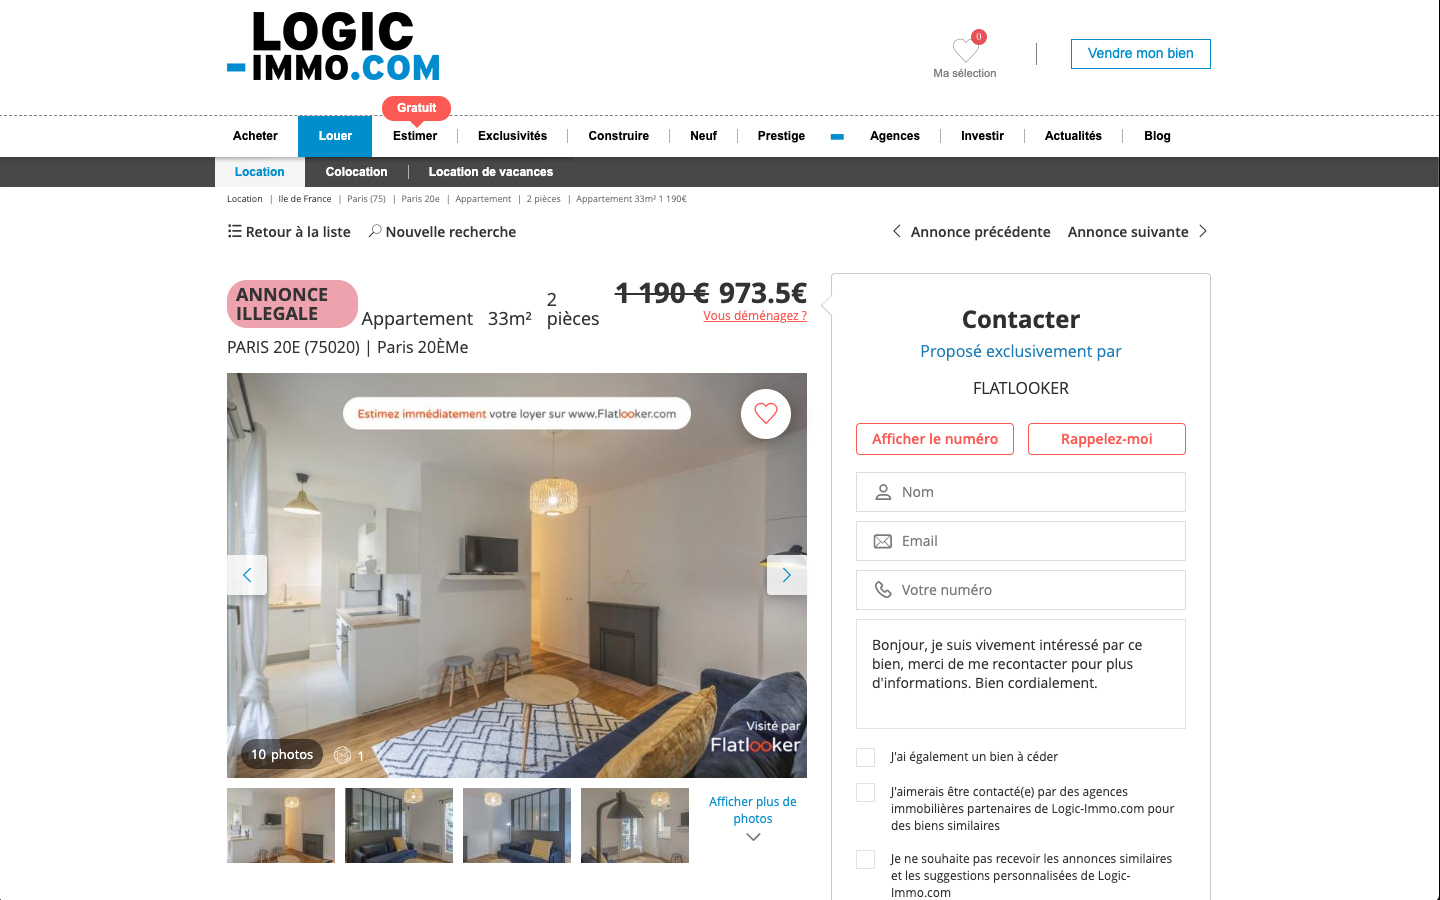 LOGIC
-IMMO.COM
0
Ma sélection
Vendre mon bien
Gratuit
Acheter
Louer
Estimer
Exclusivités
Construire
Neuf
Prestige
Agences
Investir
Actualités
Blog
Location
Colocation
Location de vacances
Location | Ile de France | Paris (75) | Paris 20e | Appartement | 2 pièces | Appartement 33m² 1 190€
Retour à la liste
Nouvelle recherche
Annonce précédente
Annonce suivante
ANNONCE
ILLEGALE
Appartement 33m²
2
pièces
1 190 € 973.5€
Vous déménagez ?
PARIS 20E (75020) | Paris 20ÈMe
Estimez immédiatement votre loyer sur www.Flatlooker.com
Visité par
Flatlooker
10 photos
1
Afficher plus de
photos
Contacter
Proposé exclusivement par
FLATLOOKER
Afficher le numéro
Rappelez-moi
Nom
Email
Votre numéro
Bonjour, je suis vivement intéressé par ce
bien, merci de me recontacter pour plus
d'informations. Bien cordialement.
J'ai également un bien à céder
J'aimerais être contacté(e) par des agences
immobilières partenaires de Logic-Immo.com pour
des biens similaires
Je ne souhaite pas recevoir les annonces similaires
et les suggestions personnalisées de Logic-
Immo.com